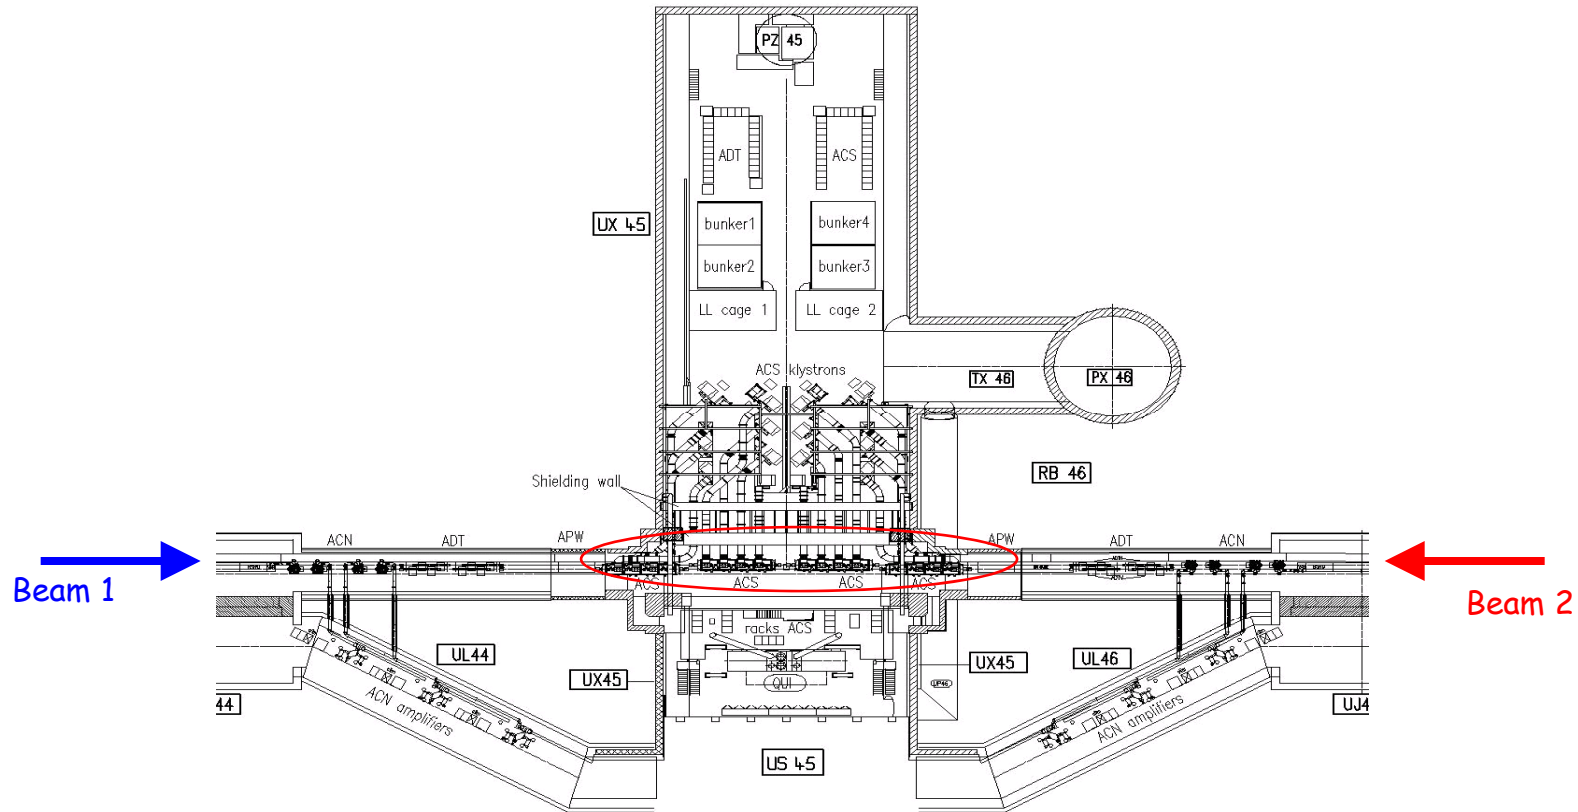 PZ 45
ADT
ACS
UX 45
bunker1
bunker4
bunker2
bunker3
LL cage 1
LL cage 2
ACS klystrons
TX 46
PX 46
RB 46
Shielding wall
ACN
ADT
APW
APW
ADT
ACN
Beam 1
ACS
ACS
ACS
ACS
Beam 2
racks ACS
UL44
UX45
QUI
UX45
UL46
UP46
44
UJ4
ACN amplifiers
ACN amplifiers
US 45